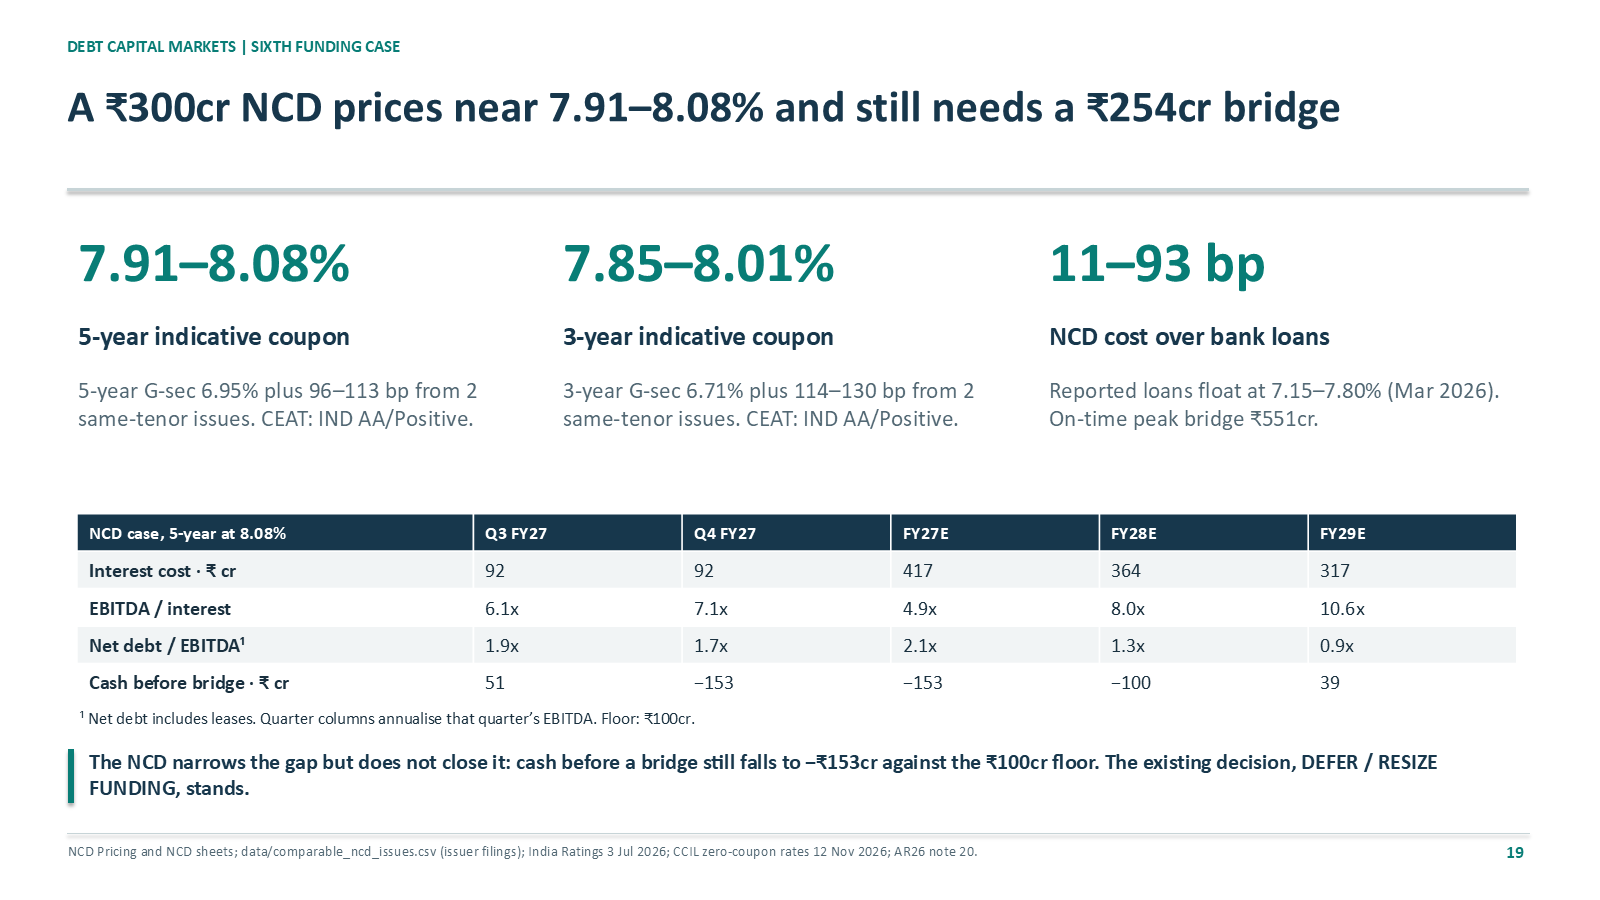 DEBT CAPITAL MARKETS | SIXTH FUNDING CASE
A ₹300cr NCD prices near 7.91–8.08% and still needs a ₹254cr bridge
7.91–8.08%
5-year indicative coupon
5-year G-sec 6.95% plus 96–113 bp from 2
same-tenor issues. CEAT: IND AA/Positive.
7.85–8.01%
3-year indicative coupon
3-year G-sec 6.71% plus 114–130 bp from 2
same-tenor issues. CEAT: IND AA/Positive.
11–93 bp
NCD cost over bank loans
Reported loans float at 7.15–7.80% (Mar 2026).
On-time peak bridge ₹551cr.
NCD case, 5-year at 8.08% Q3 FY27 Q4 FY27 FY27E FY28E FY29E
Interest cost · ₹ cr 92 92 417 364 317
EBITDA / interest 6.1x 7.1x 4.9x 8.0x 10.6x
Net debt / EBITDA¹ 1.9x 1.7x 2.1x 1.3x 0.9x
Cash before bridge · ₹ cr 51 −153 −153 −100 39
¹ Net debt includes leases. Quarter columns annualise that quarter’s EBITDA. Floor: ₹100cr.
The NCD narrows the gap but does not close it: cash before a bridge still falls to −₹153cr against the ₹100cr floor. The existing decision, DEFER / RESIZE
FUNDING, stands.
NCD Pricing and NCD sheets; data/comparable_ncd_issues.csv (issuer filings); India Ratings 3 Jul 2026; CCIL zero-coupon rates 12 Nov 2026; AR26 note 20.
19